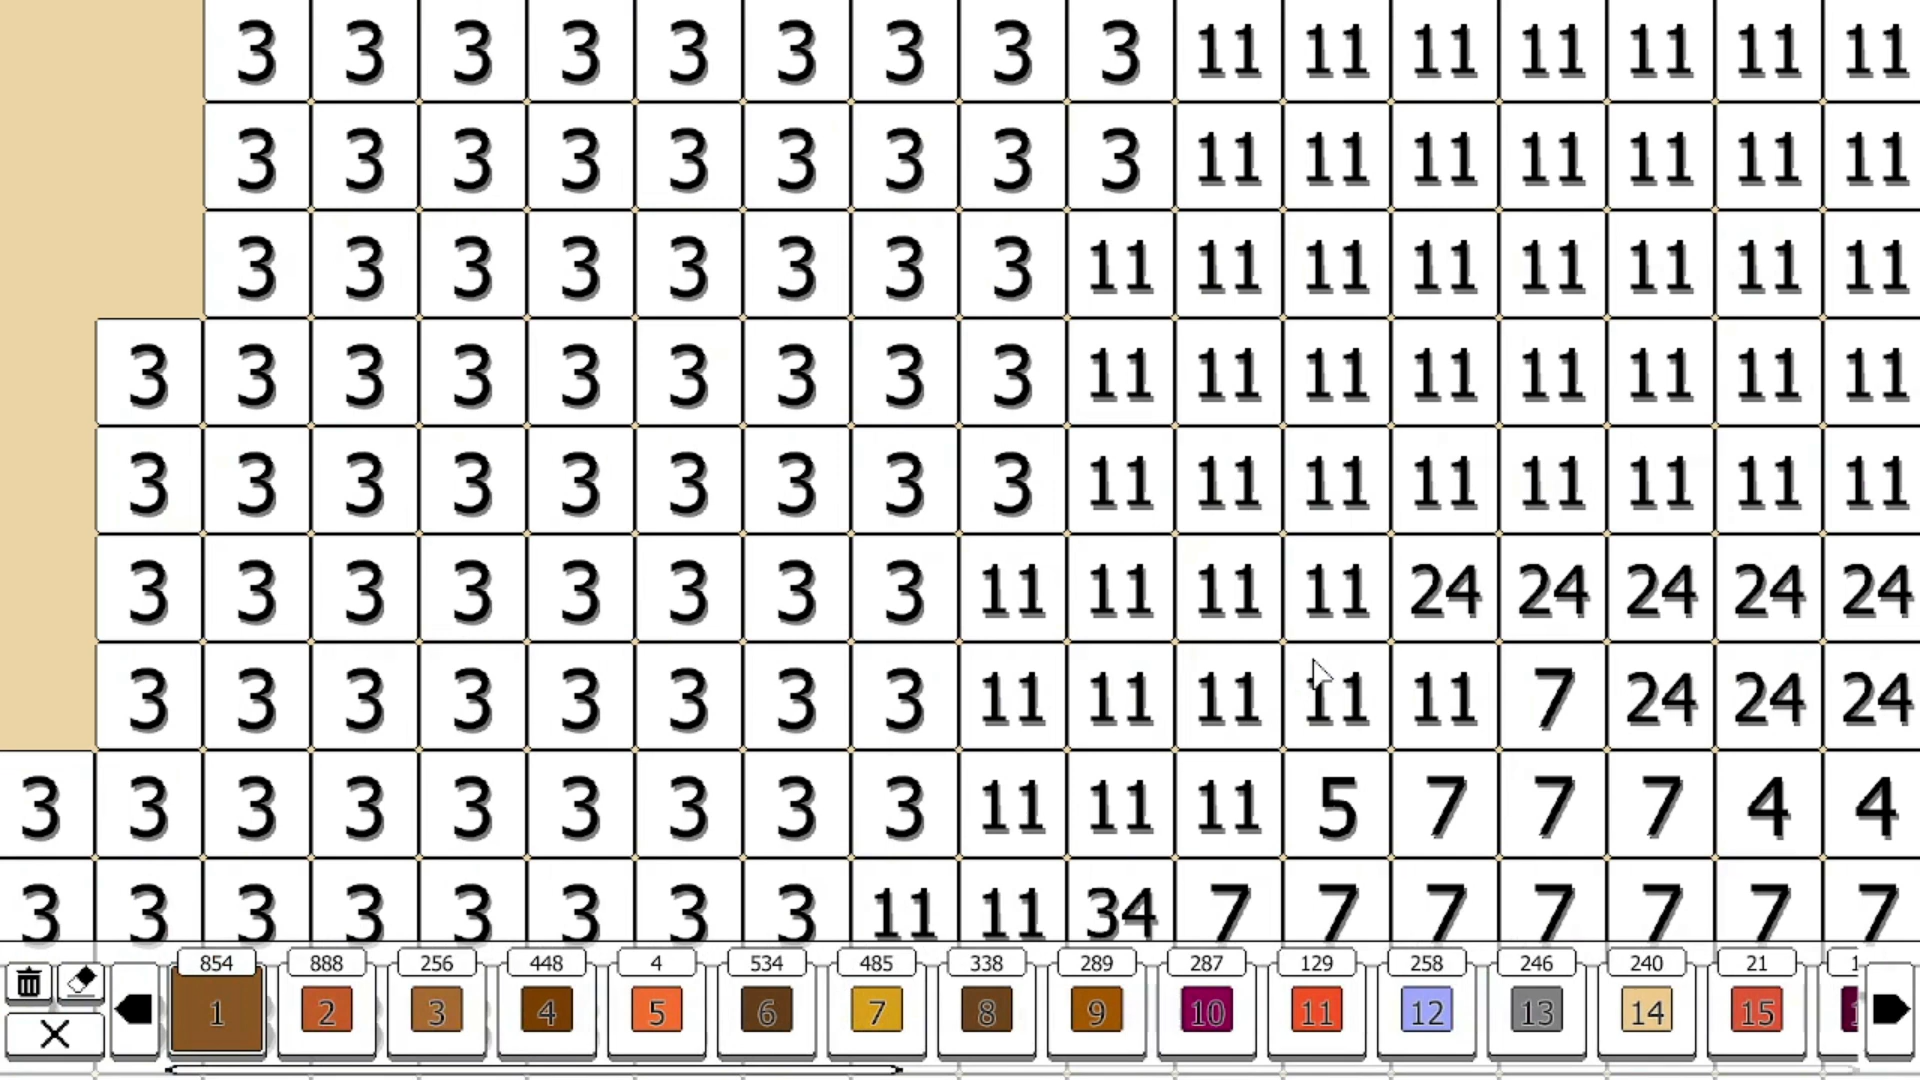 3 3 3 3 3 3 3 3 3 11 11 11 11 11 11 11
3 3 3 3 3 3 3 3 3 11 11 11 11 11 11 11
3 3 3 3 3 3 3 3 11 11 11 11 11 11 11 11
3 3 3 3 3 3 3 3 3 11 11 11 11 11 11 11 11
3 3 3 3 3 3 3 3 3 11 11 11 11 11 11 11 11
3 3 3 3 3 3 3 3 11 11 11 11 24 24 24 24 24
3 3 3 3 3 3 3 3 11 11 11 11 11 7 24 24 24
3 3 3 3 3 3 3 3 3 11 11 11 5 7 7 7 4 4
3 3 3 3 3 3 3 3 11 11 34 7 7 7 7 7 7 7
854 888 256 448 4 534 485 338 289 287 129 258 246 240 21
1 2 3 4 5 6 7 8 9 10 11 12 13 14 15